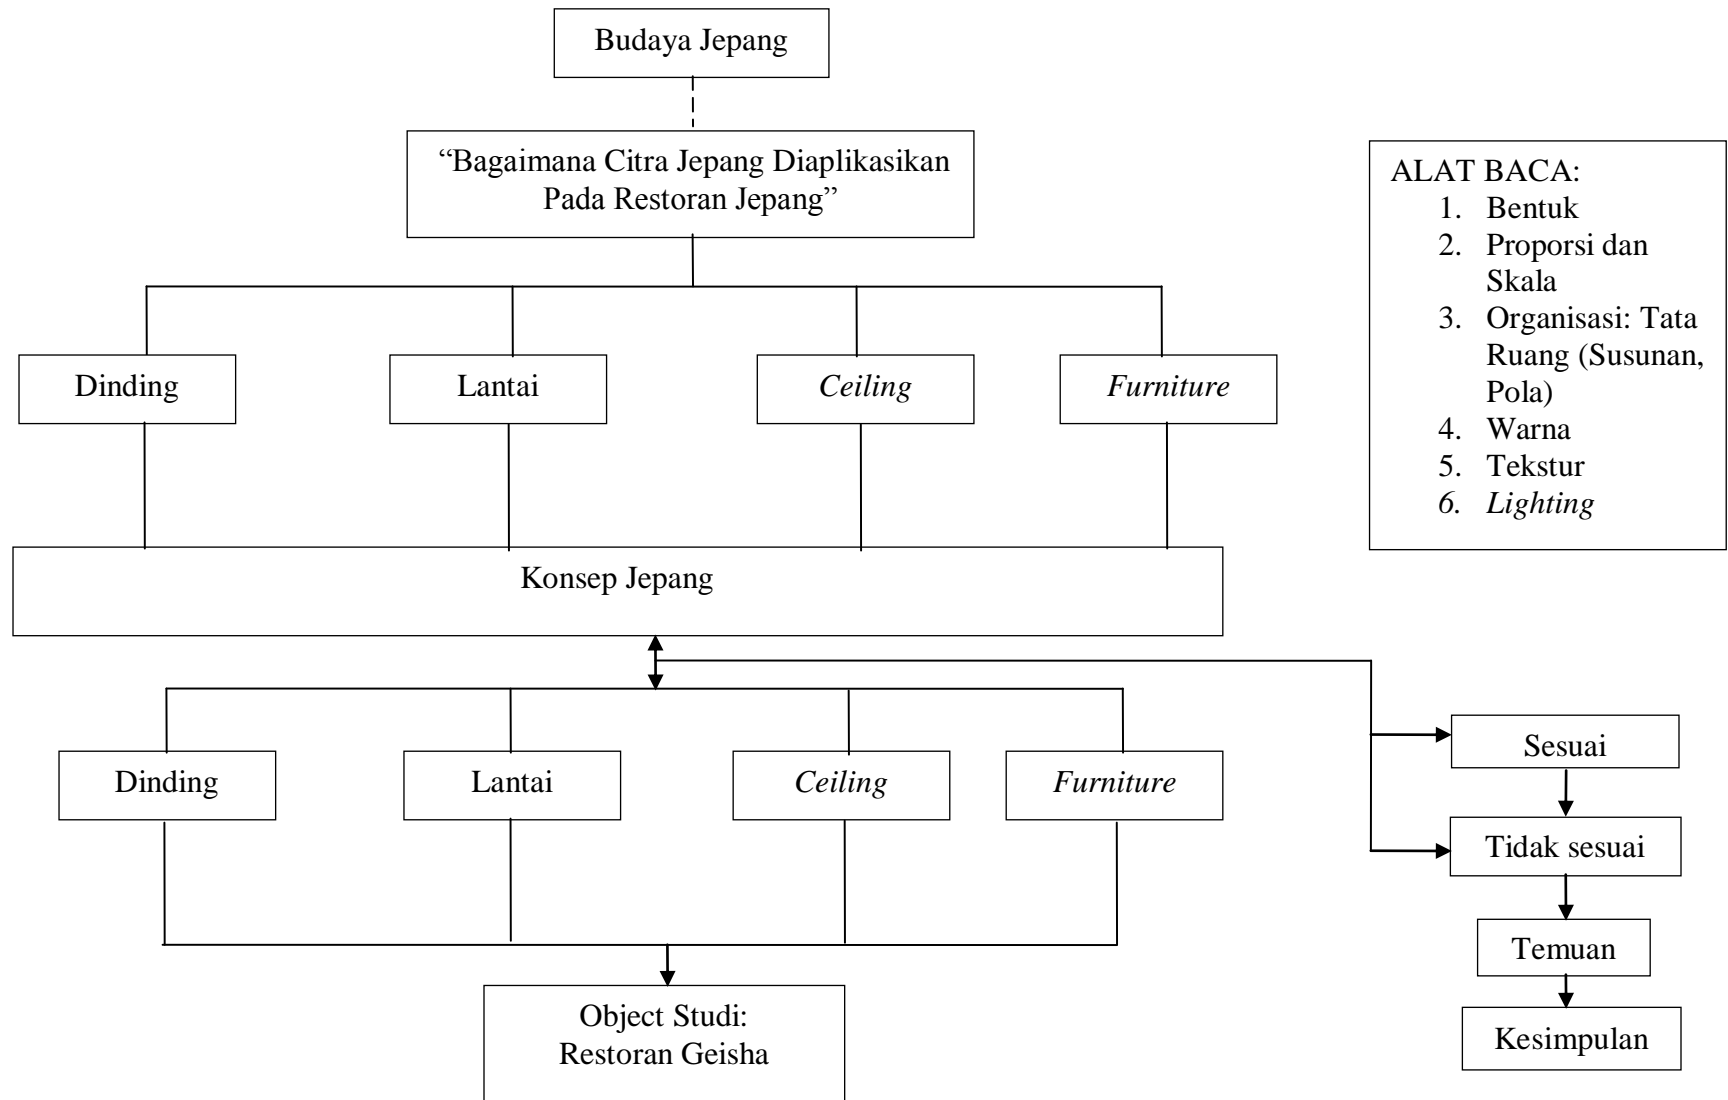 Budaya Jepang
“Bagaimana Citra Jepang Diaplikasikan
Pada Restoran Jepang”
Dinding
Lantai
Ceiling
Furniture
Konsep Jepang
Dinding
Lantai
Ceiling
Furniture
Object Studi:
Restoran Geisha
ALAT BACA:
1. Bentuk
2. Proporsi dan
Skala
3. Organisasi: Tata
Ruang (Susunan,
Pola)
4. Warna
5. Tekstur
6. Lighting
Sesuai
Tidak sesuai
Temuan
Kesimpulan